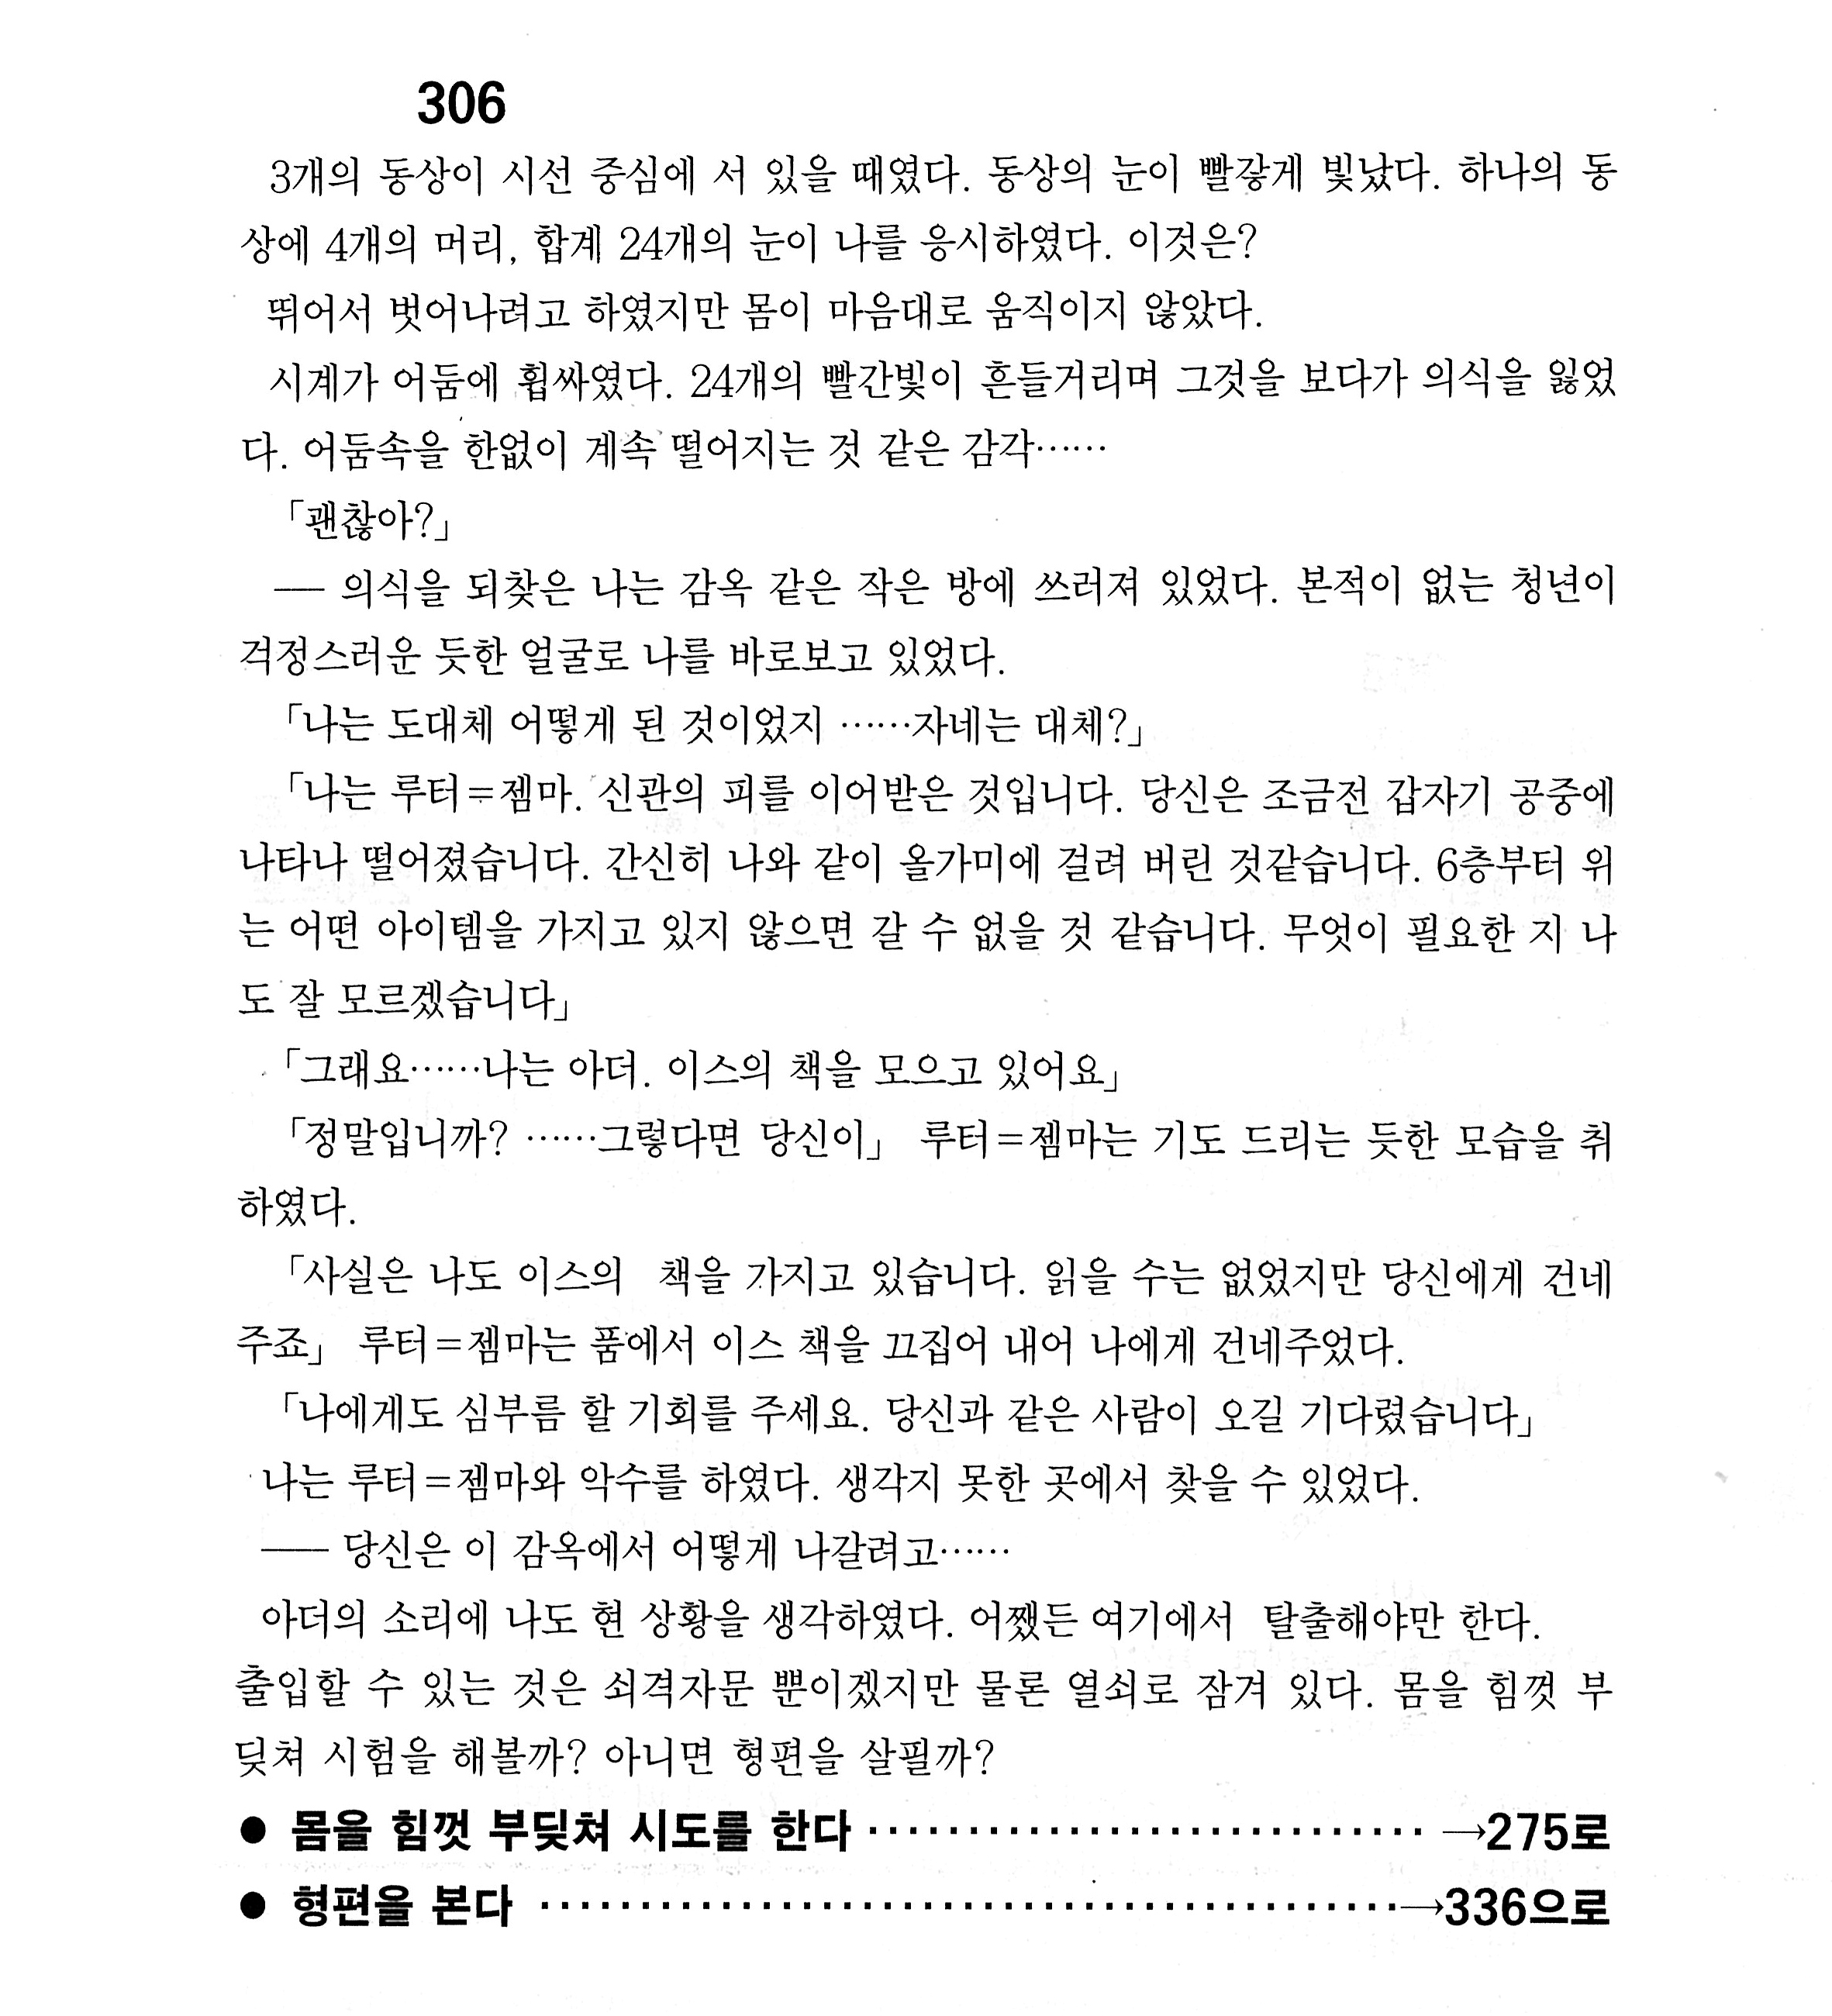 306
3개의 동상이 시선 중심에 서 있을 때였다. 동상의 눈이 빨갛게 빛났다. 하나의 동
상에 4개의 머리, 합계 24개의 눈이 나를 응시하였다. 이것은?
뛰어서 벗어나려고 하였지만 몸이 마음대로 움직이지 않았다.
시계가 어둠에 휩싸였다. 24개의 빨간빛이 흔들거리며 그것을 보다가 의식을 잃었
다. 어둠속을 한없이 계속 떨어지는 것 같은 감각……
「괜찮아?」
── 의식을 되찾은 나는 감옥 같은 작은 방에 쓰러져 있었다. 본적이 없는 청년이
걱정스러운 듯한 얼굴로 나를 바로보고 있었다.
「나는 도대체 어떻게 된 것이었지 ……자네는 대체?」
「나는 루터=젬마. 신관의 피를 이어받은 것입니다. 당신은 조금전 갑자기 공중에
나타나 떨어졌습니다. 간신히 나와 같이 올가미에 걸려 버린 것같습니다. 6층부터 위
는 어떤 아이템을 가지고 있지 않으면 갈 수 없을 것 같습니다. 무엇이 필요한 지 나
도 잘 모르겠습니다」
「그래요……나는 아더. 이스의 책을 모으고 있어요」
「정말입니까? ……그렇다면 당신이」 루터=젬마는 기도 드리는 듯한 모습을 취
하였다.
「사실은 나도 이스의 책을 가지고 있습니다. 읽을 수는 없었지만 당신에게 건네
주죠」 루터=젬마는 품에서 이스 책을 끄집어 내어 나에게 건네주었다.
「나에게도 심부름 할 기회를 주세요. 당신과 같은 사람이 오길 기다렸습니다」
나는 루터=젬마와 악수를 하였다. 생각지 못한 곳에서 찾을 수 있었다.
── 당신은 이 감옥에서 어떻게 나갈려고……
아더의 소리에 나도 현 상황을 생각하였다. 어쨌든 여기에서 탈출해야만 한다.
출입할 수 있는 것은 쇠격자문 뿐이겠지만 물론 열쇠로 잠겨 있다. 몸을 힘껏 부
딪쳐 시험을 해볼까? 아니면 형편을 살필까?
● 몸을 힘껏 부딪쳐 시도를 한다 ···························· →275로
● 형편을 본다 ···········································→336으로